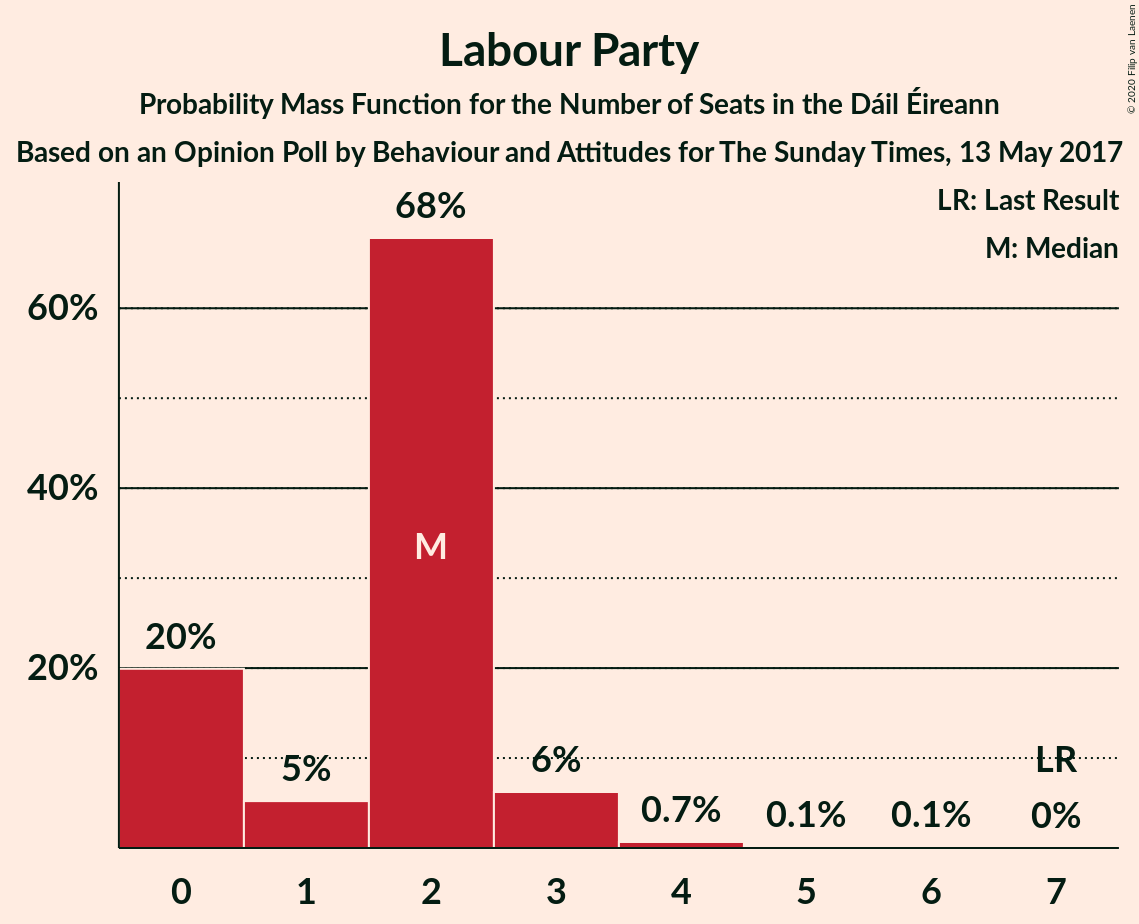 Labour Party
Probability Mass Function for the Number of Seats in the Dáil Éireann
Based on an Opinion Poll by Behaviour and Attitudes for The Sunday Times, 13 May 2017
© 2020 Filip van Laenen
LR: Last Result
M: Median
68%
60%
40%
M
20%
20%
5%
6%
LR
0.7%
0.1%
0.1%
0%
0 1 2 3 4 5 6 7